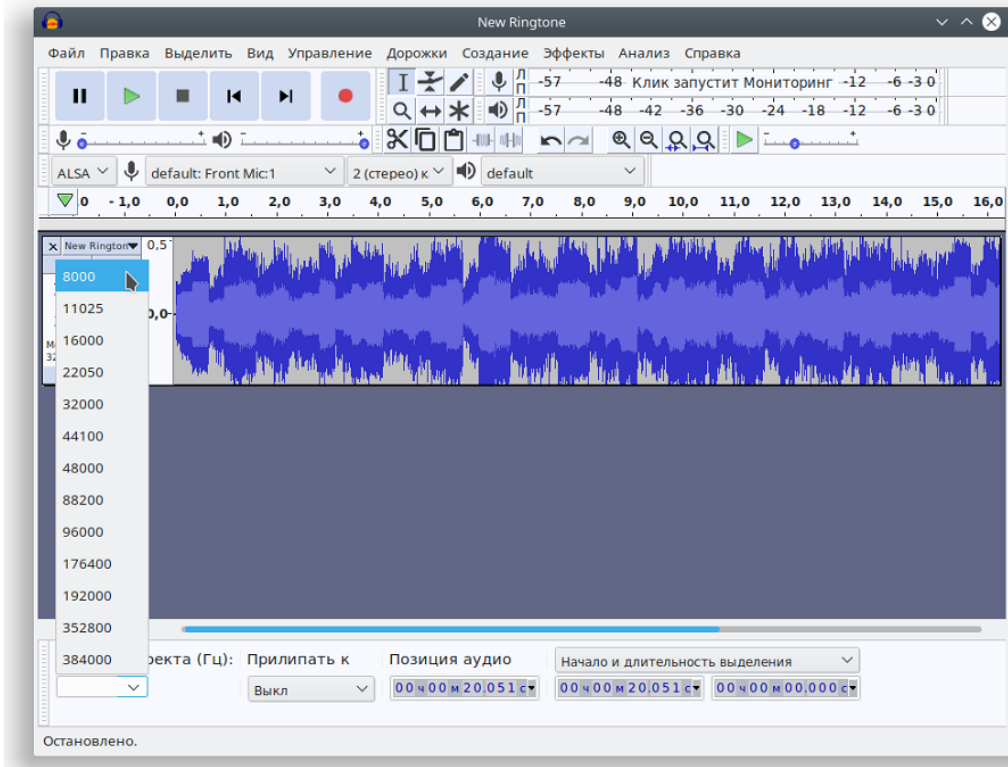 New Ringtone
Файл Правка Выделить Вид Управление Дорожки Создание Эффекты Анализ Справка
Л П -57 -48 Клик запустит Мониторинг -12 -6 -3 0
Л П -57 -48 -42 -36 -30 -24 -18 -12 -6 -3 0
ALSA default: Front Mic:1 2 (стерео) к default
0 - 1,0 0,0 1,0 2,0 3,0 4,0 5,0 6,0 7,0 8,0 9,0 10,0 11,0 12,0 13,0 14,0 15,0 16,0
New Rington 0,5
8000
11025
16000
22050
32000
44100
48000
88200
96000
176400
192000
352800
384000
екта (Гц): Прилипать к Позиция аудио Начало и длительность выделения
Выкл 00 ч 00 м 20.051 с 00 ч 00 м 20.051 с 00 ч 00 м 00.000 с
Остановлено.